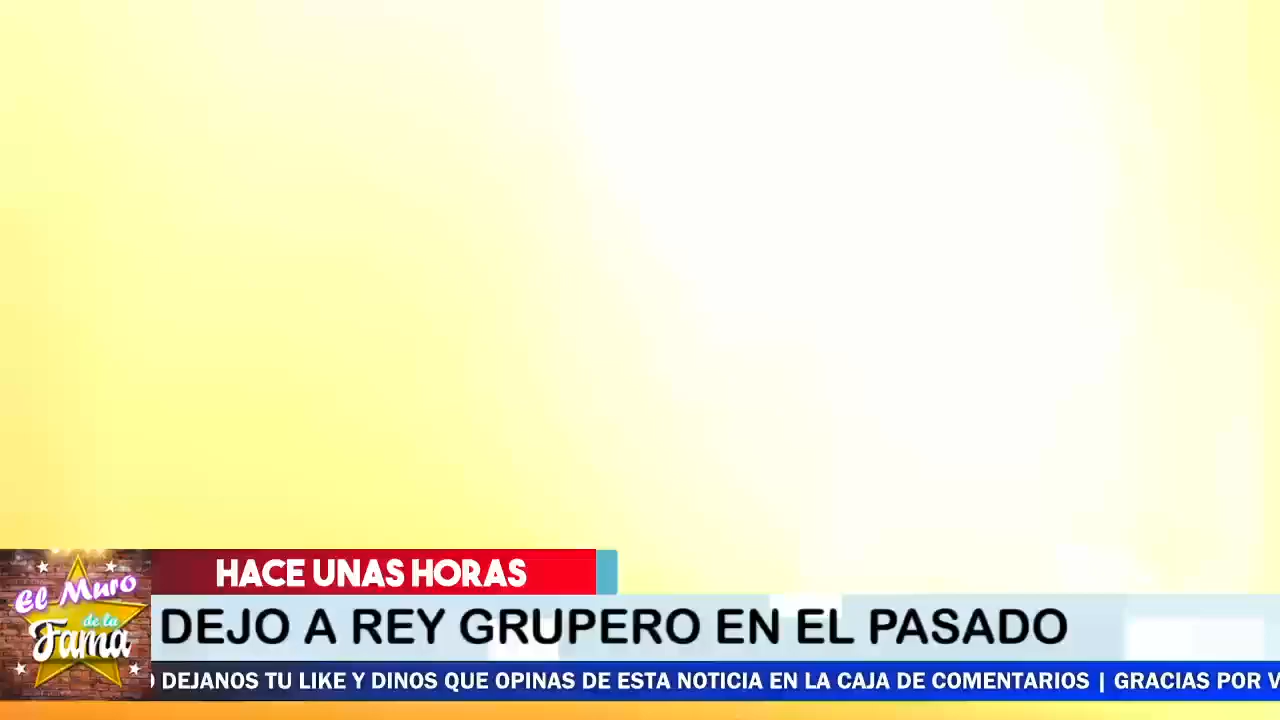 HACE UNAS HORAS
El Muro
de la
Fama
DEJO A REY GRUPERO EN EL PASADO
DEJANOS TU LIKE Y DINOS QUE OPINAS DE ESTA NOTICIA EN LA CAJA DE COMENTARIOS | GRACIAS POR